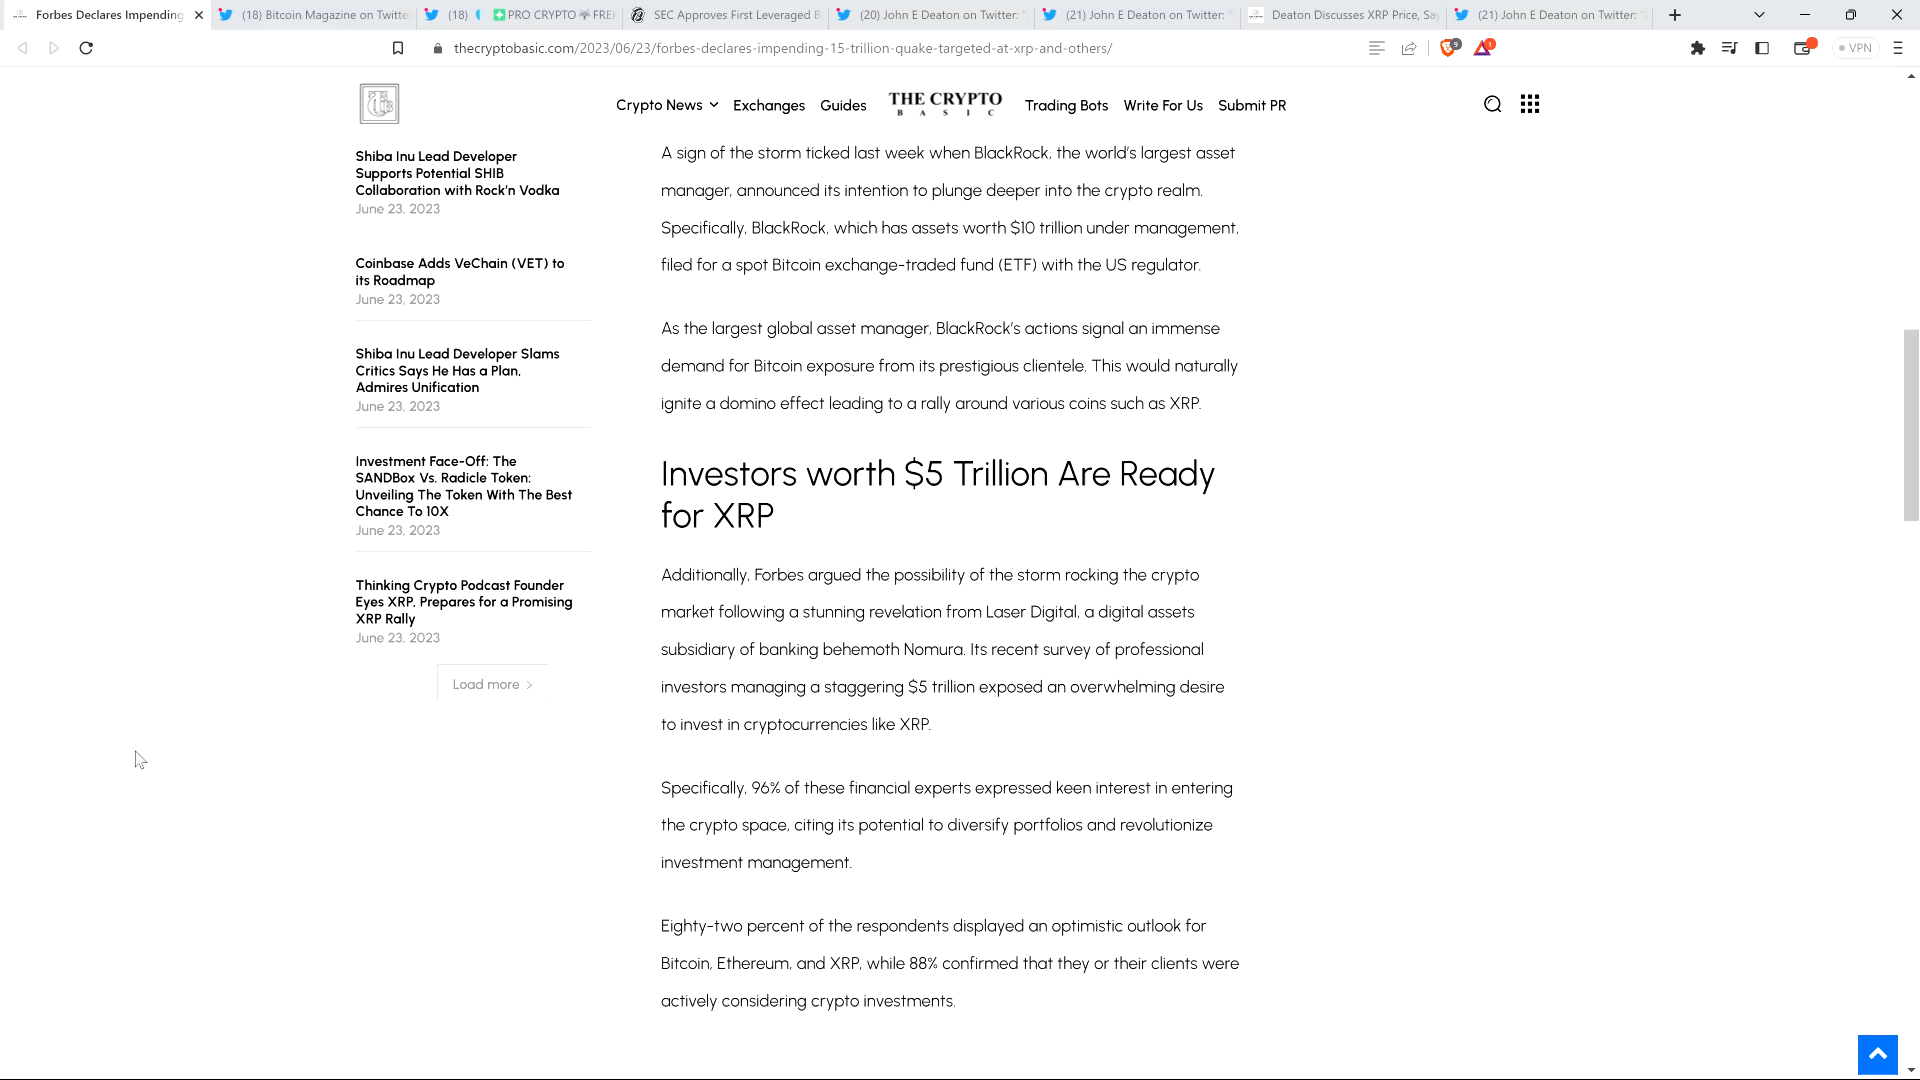 Forbes Declares Impending
(18) Bitcoin Magazine on Twitte
(18)
PRO CRYPTO
FREE
SEC Approves First Leveraged B
(20) John E Deaton on Twitter: "
(21) John E Deaton on Twitter: "
Deaton Discusses XRP Price, Say
(21) John E Deaton on Twitter: "
thecryptobasic.com/2023/06/23/forbes-declares-impending-15-trillion-quake-targeted-at-xrp-and-others/
9
1
VPN
Crypto News
Exchanges
Guides
THE CRYPTO
BASIC
Trading Bots
Write For Us
Submit PR
Shiba Inu Lead Developer
Supports Potential SHIB
Collaboration with Rock'n Vodka
June 23, 2023
Coinbase Adds VeChain (VET) to
its Roadmap
June 23, 2023
Shiba Inu Lead Developer Slams
Critics Says He Has a Plan,
Admires Unification
June 23, 2023
Investment Face-Off: The
SANDBox Vs. Radicle Token:
Unveiling The Token With The Best
Chance To 10X
June 23, 2023
Thinking Crypto Podcast Founder
Eyes XRP, Prepares for a Promising
XRP Rally
June 23, 2023
Load more
A sign of the storm ticked last week when BlackRock, the world's largest asset
manager, announced its intention to plunge deeper into the crypto realm.
Specifically, BlackRock, which has assets worth $10 trillion under management,
filed for a spot Bitcoin exchange-traded fund (ETF) with the US regulator.
As the largest global asset manager, BlackRock's actions signal an immense
demand for Bitcoin exposure from its prestigious clientele. This would naturally
ignite a domino effect leading to a rally around various coins such as XRP.
Investors worth $5 Trillion Are Ready
for XRP
Additionally, Forbes argued the possibility of the storm rocking the crypto
market following a stunning revelation from Laser Digital, a digital assets
subsidiary of banking behemoth Nomura. Its recent survey of professional
investors managing a staggering $5 trillion exposed an overwhelming desire
to invest in cryptocurrencies like XRP.
Specifically, 96% of these financial experts expressed keen interest in entering
the crypto space, citing its potential to diversify portfolios and revolutionize
investment management.
Eighty-two percent of the respondents displayed an optimistic outlook for
Bitcoin, Ethereum, and XRP, while 88% confirmed that they or their clients were
actively considering crypto investments.